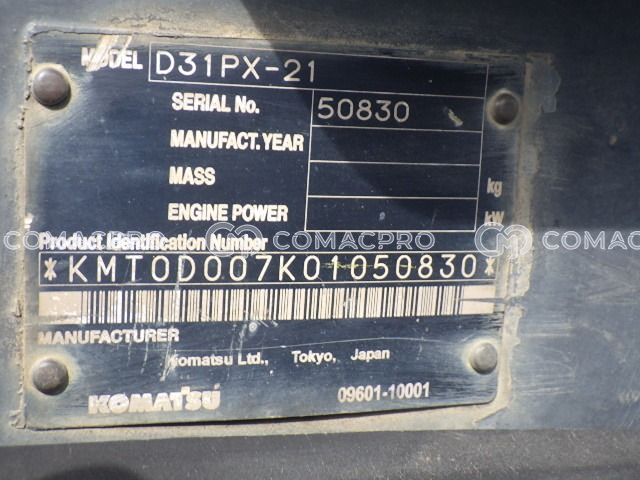 MODEL D31PX-21
SERIAL No. 50830
MANUFACT.YEAR
MASS kg
ENGINE POWER kW
COMACPRO COMACPRO COMACPRO
Product Identification Number
*KMT0D007K01050830*
MANUFACTURER
Komatsu Ltd., Tokyo, Japan
KOMATSU 09601-10001